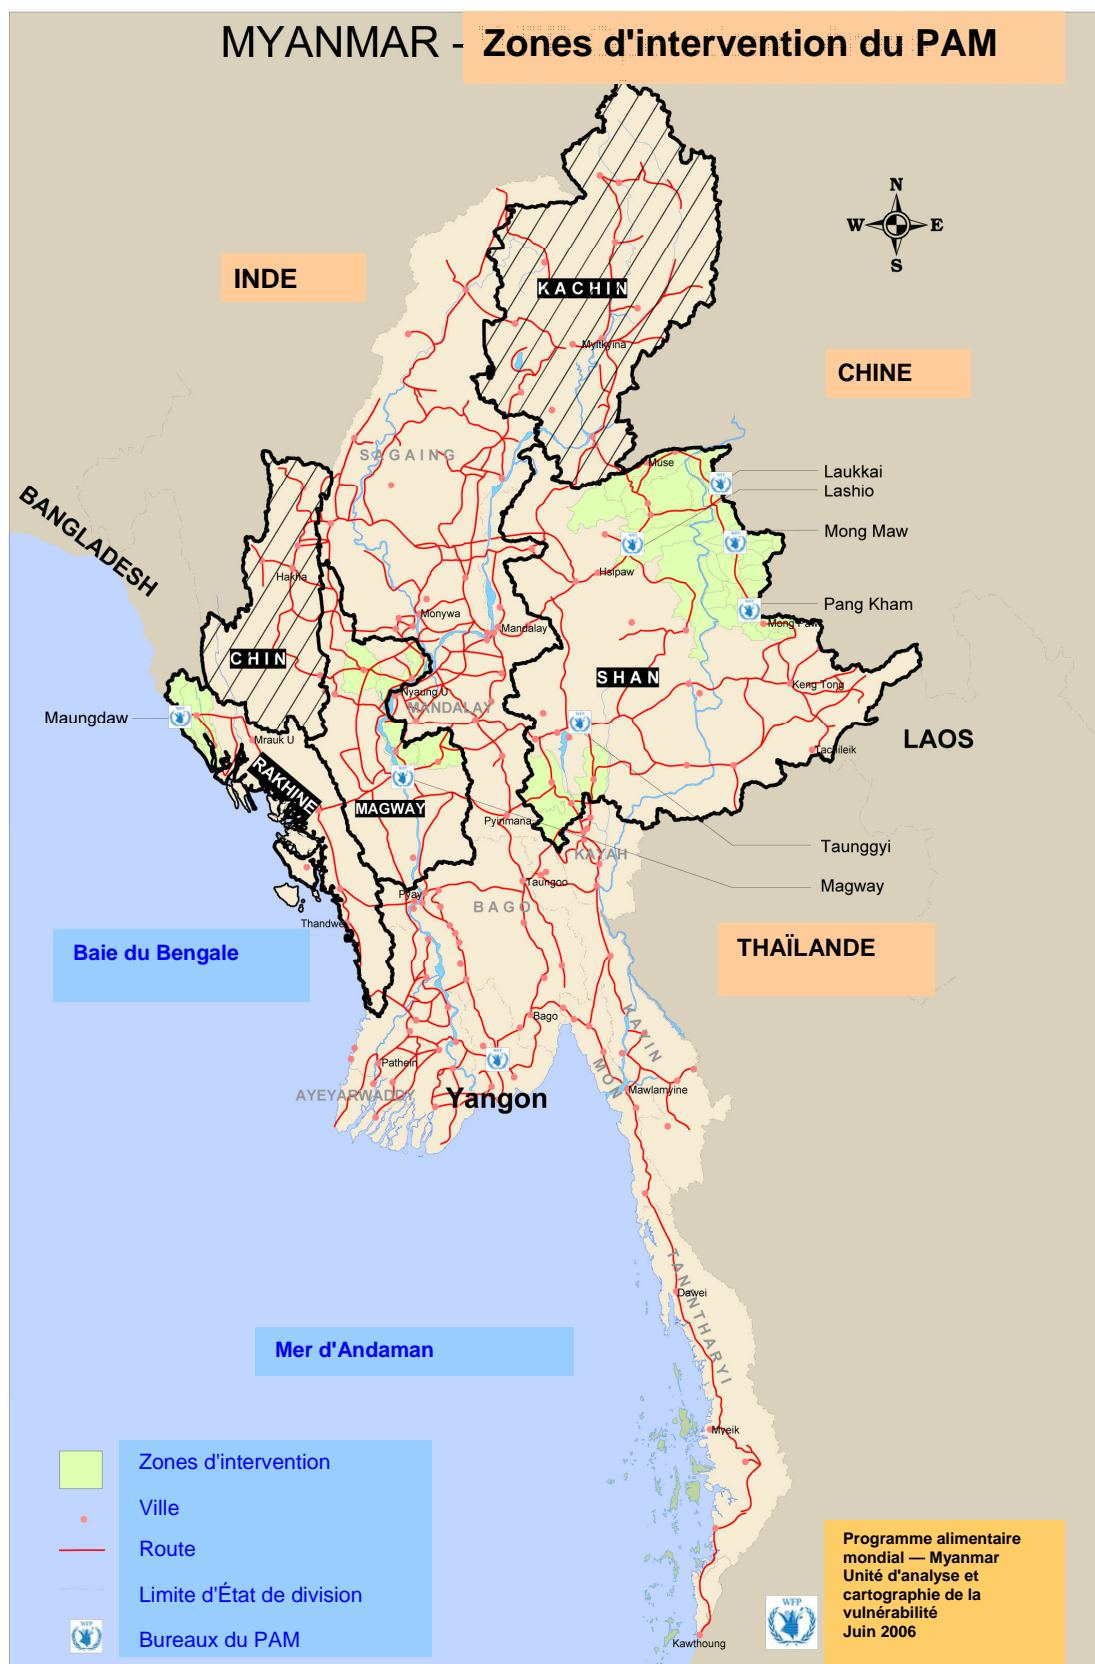 MYANMAR - Zones d'intervention du PAM
N
W E
S
INDE
KACHIN
Myitkyina
CHINE
SAGAING
Muse
Laukkai
Lashio
BANGLADESH
Mong Maw
Hsipaw
Hakha
Pang Kham
Monywa
Mandalay
CHIN
SHAN
Keng Tong
Nyaung U
MANDALAY
Maungdaw
Mrauk U
LAOS
Tachileik
RAKHINE
MAGWAY
Pyinmana
Taunggyi
KAYAH
Taungoo
Magway
Pyay
BAGO
Thandwe
Baie du Bengale
THAÏLANDE
Bago
KAYIN
MON
Pathein
AYEYARWADDY
Yangon
Mawlamyine
TANINTHARYI
Dawei
Mer d'Andaman
Myeik
Zones d'intervention
Ville
Route
Limite d'État de division
Bureaux du PAM
WFP
Programme alimentaire
mondial — Myanmar
Unité d'analyse et
cartographie de la
vulnérabilité
Juin 2006
Kawthoung